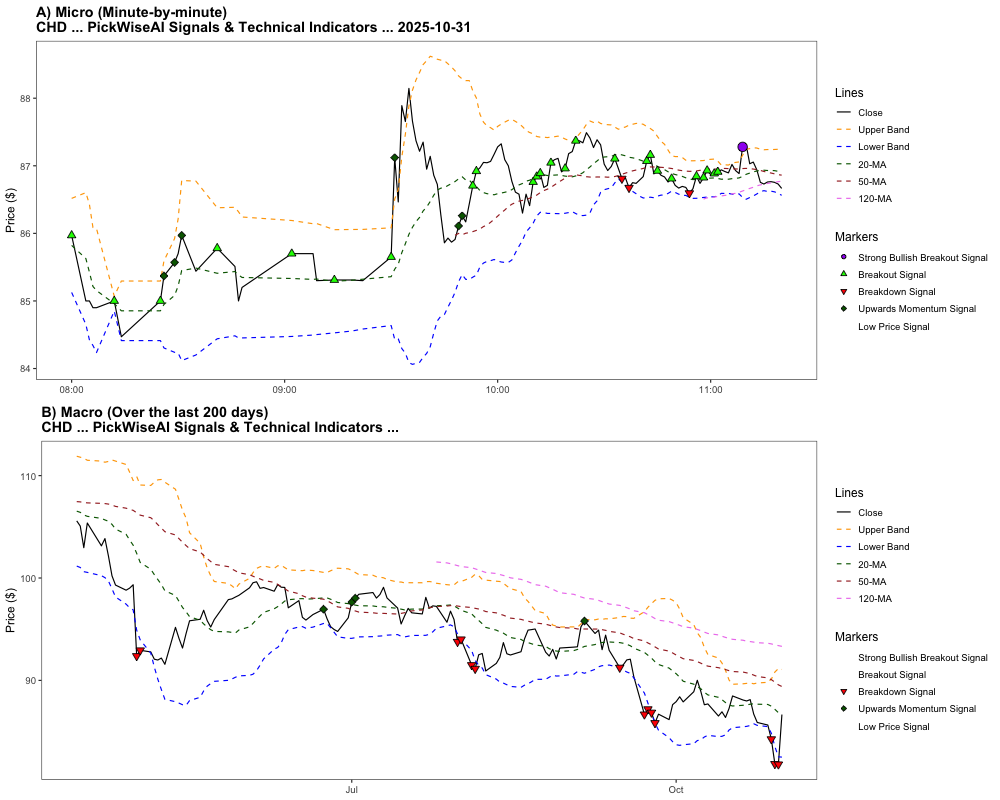 A) Micro (Minute-by-minute)
CHD ... PickWiseAI Signals & Technical Indicators ... 2025-10-31
Price ($)
88
87
86
85
84
08:00
09:00
10:00
11:00
Lines
Close
Upper Band
Lower Band
20-MA
50-MA
120-MA
Markers
Strong Bullish Breakout Signal
Breakout Signal
Breakdown Signal
Upwards Momentum Signal
Low Price Signal
B) Macro (Over the last 200 days)
CHD ... PickWiseAI Signals & Technical Indicators ...
Price ($)
110
100
90
Jul
Oct
Lines
Close
Upper Band
Lower Band
20-MA
50-MA
120-MA
Markers
Strong Bullish Breakout Signal
Breakout Signal
Breakdown Signal
Upwards Momentum Signal
Low Price Signal